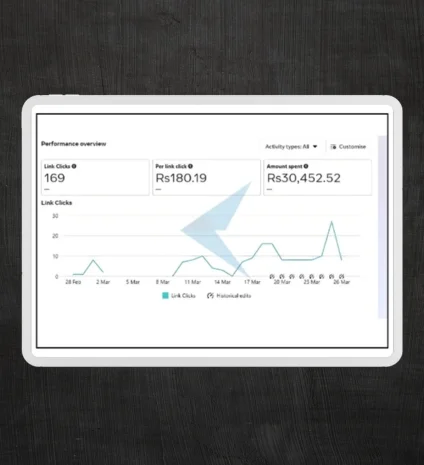 Performance overview
Activity types: All
Customise
Link Clicks
169
--
Per link click
Rs180.19
--
Amount spent
Rs30,452.52
--
Link Clicks
30
20
10
0
28 Feb 2 Mar 5 Mar 8 Mar 11 Mar 14 Mar 17 Mar 20 Mar 23 Mar 26 Mar
Link Clicks Historical edits